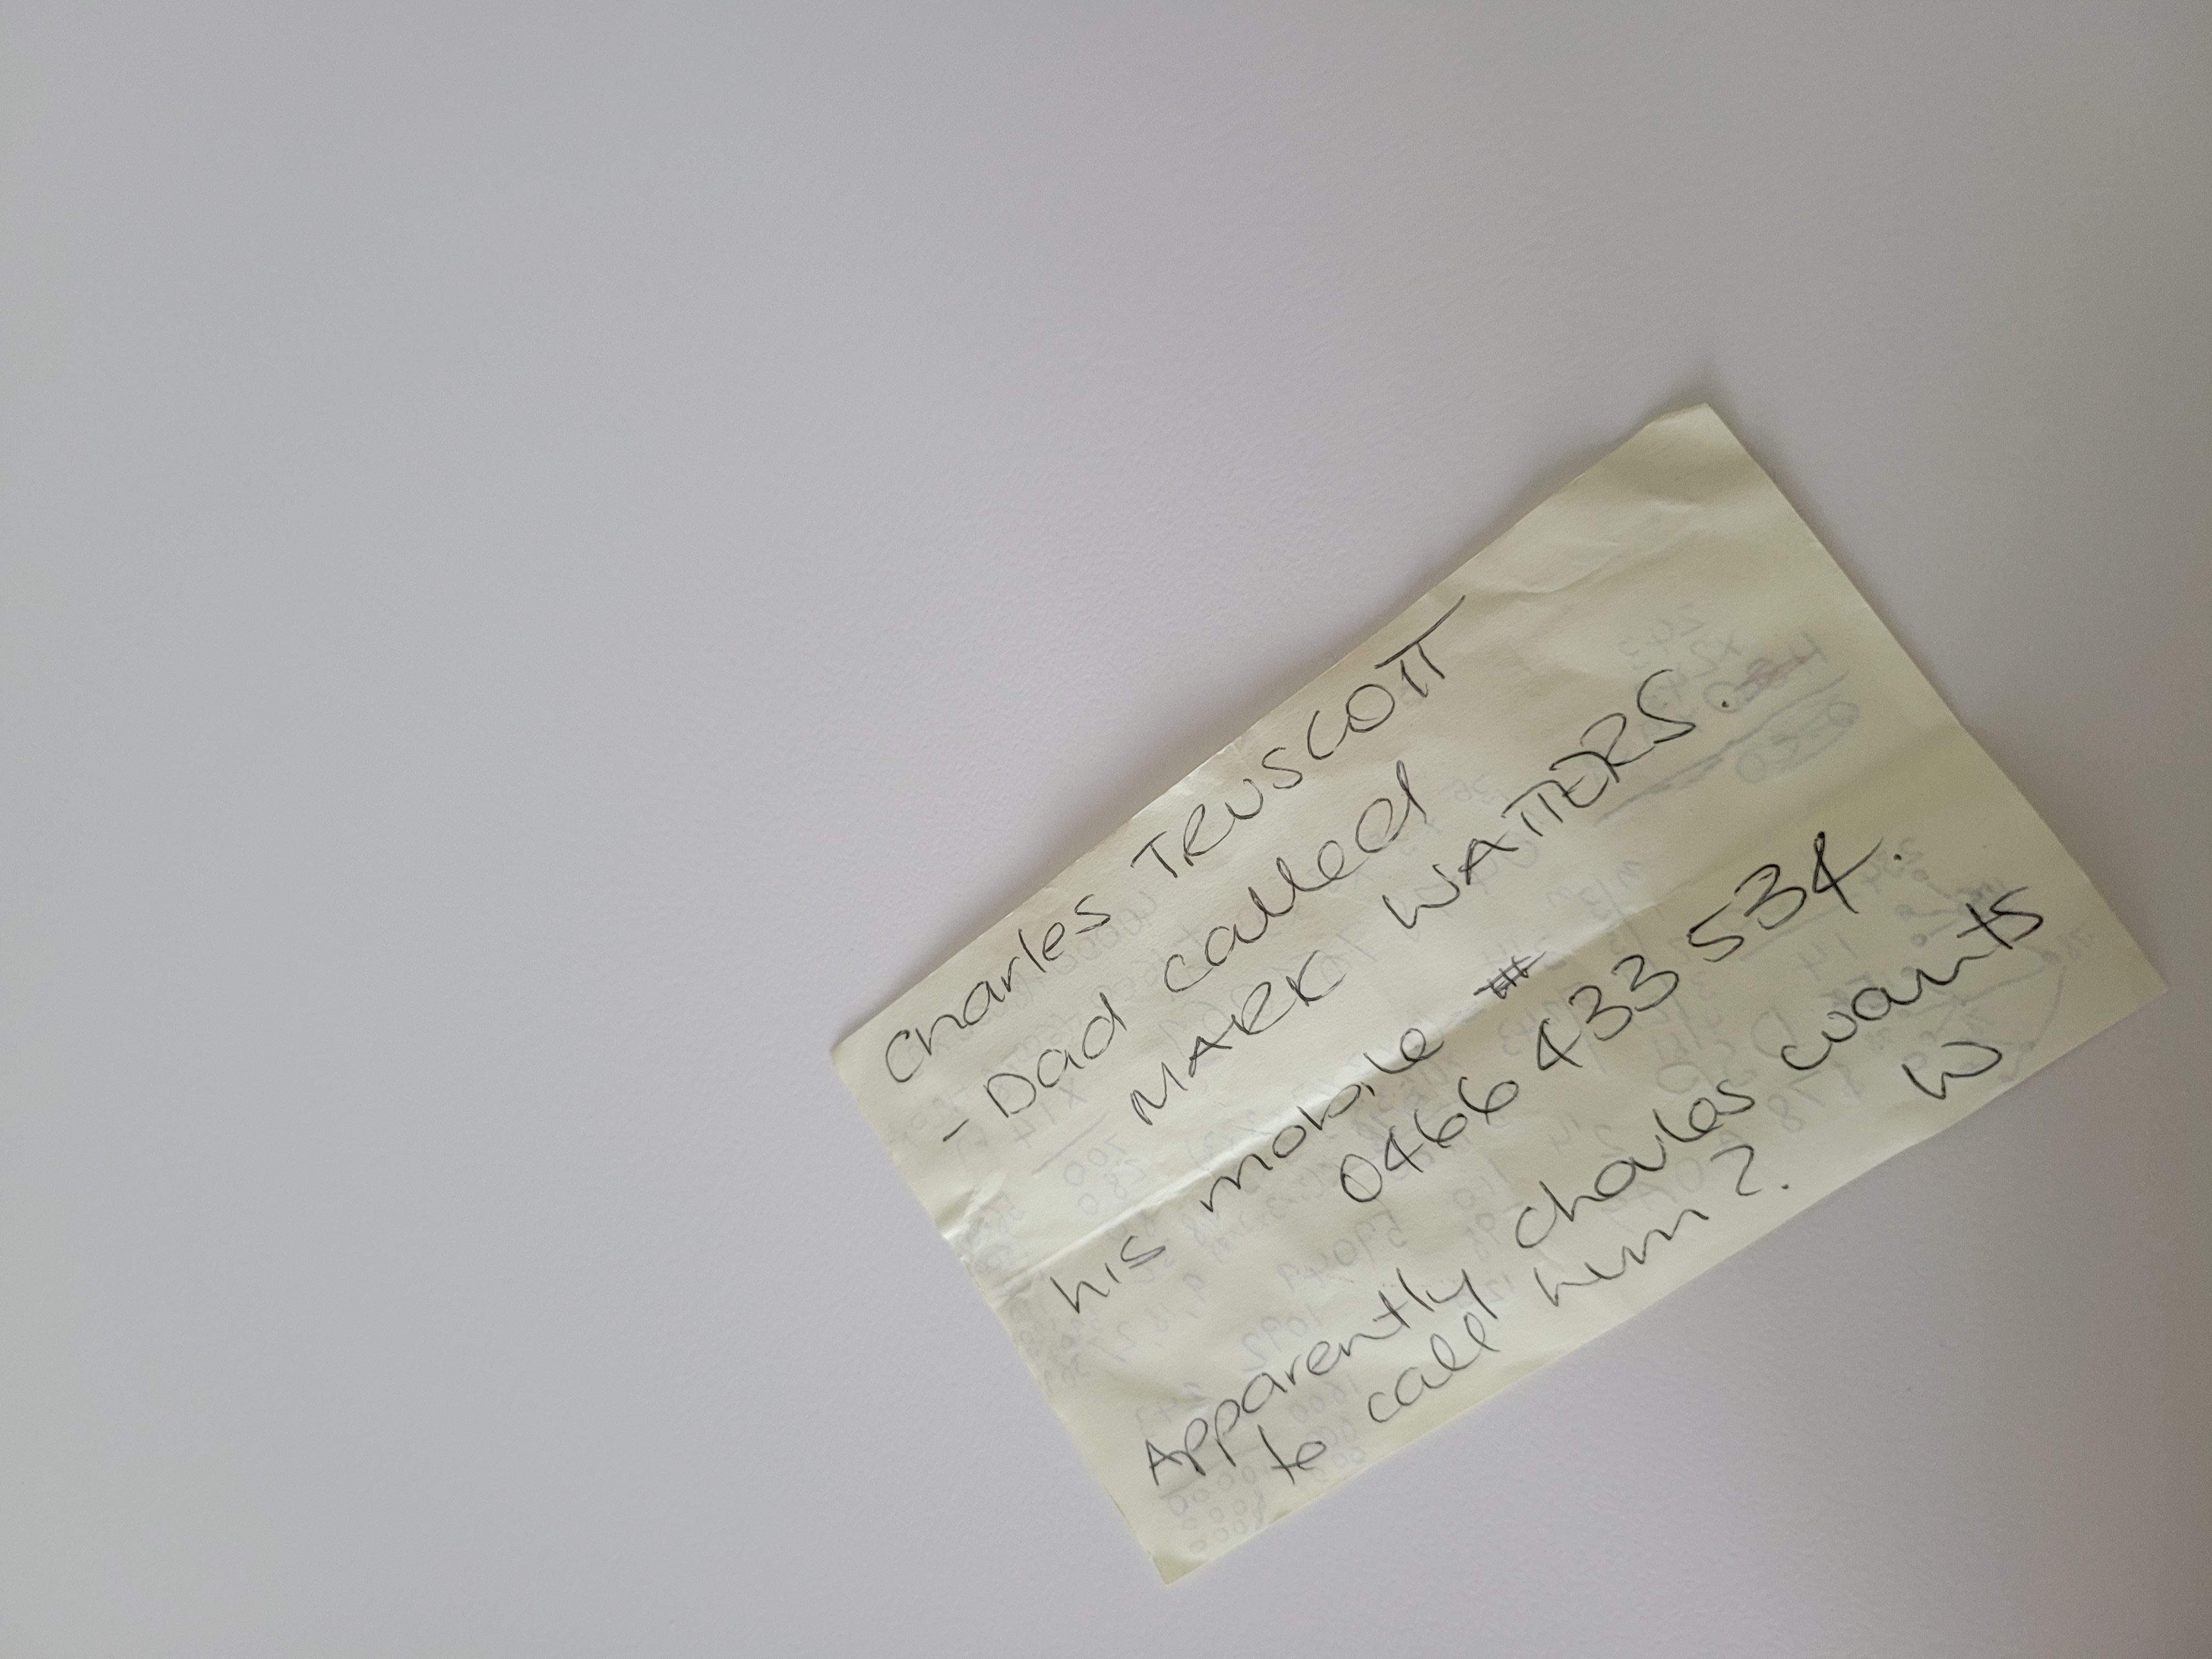 Charles TRUSCOTT
- Dad called
MARK WATTERS.
his mobile #
0466 433 534.
Apparently Charles wants
to call him?
W